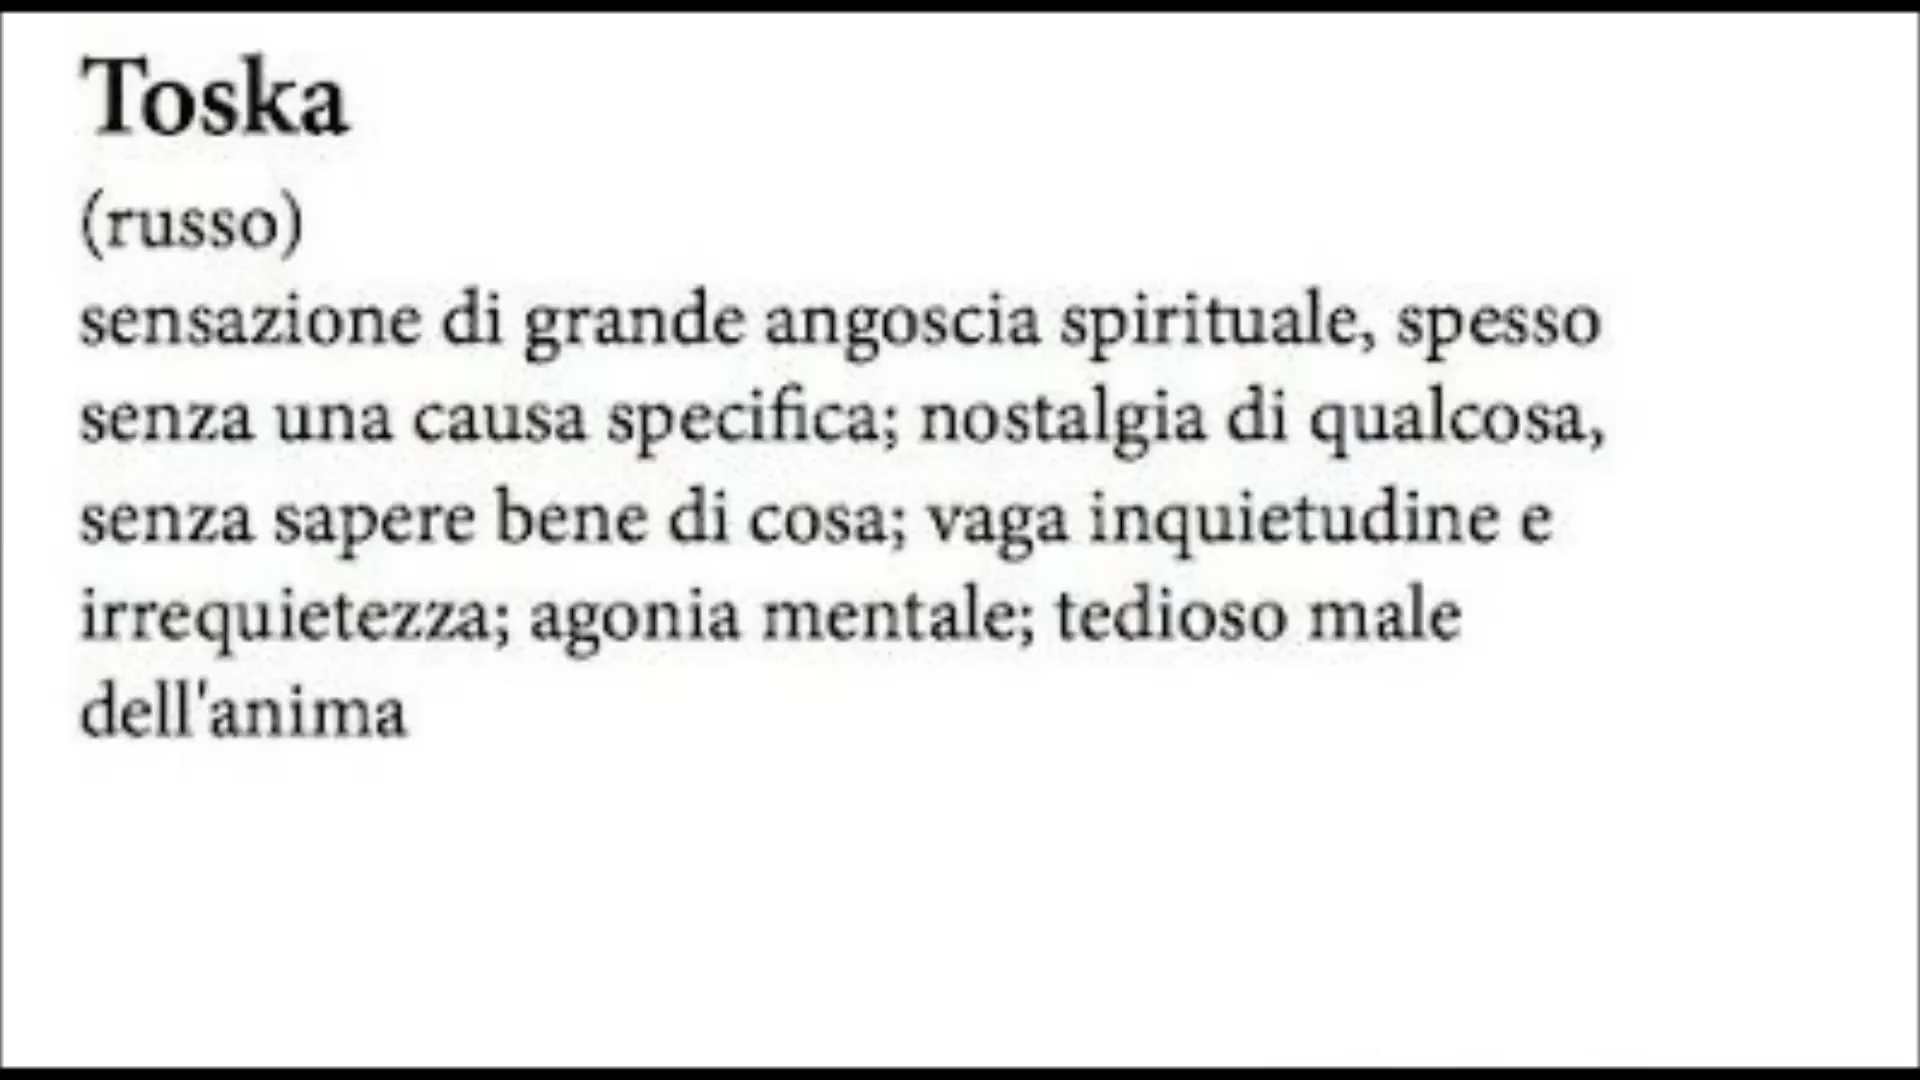 Toska
(russo)
sensazione di grande angoscia spirituale, spesso
senza una causa specifica; nostalgia di qualcosa,
senza sapere bene di cosa; vaga inquietudine e
irrequietezza; agonia mentale; tedioso male
dell'anima